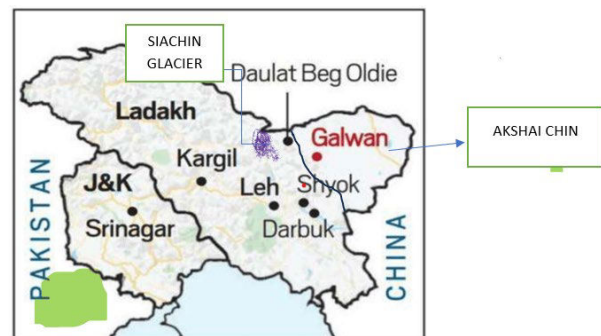 SIACHIN
GLACIER
Daulat Beg Oldie
Ladakh
Galwan
AKSHAI CHIN
Kargil
J&K
Leh
Shyok
Srinagar
Darbuk
PAKISTAN
CHINA